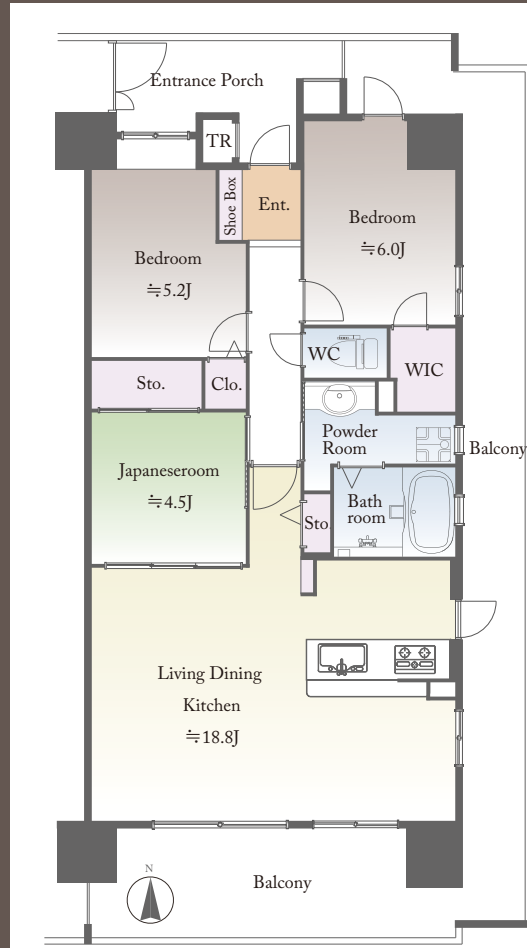 Entrance Porch
TR
Shoe Box
Ent.
Bedroom
≒6.0J
Bedroom
≒5.2J
WC
WIC
Sto.
Clo.
Powder
Room
Balcony
Japaneseroom
≒4.5J
Bath
room
Sto.
Living Dining
Kitchen
≒18.8J
N
Balcony